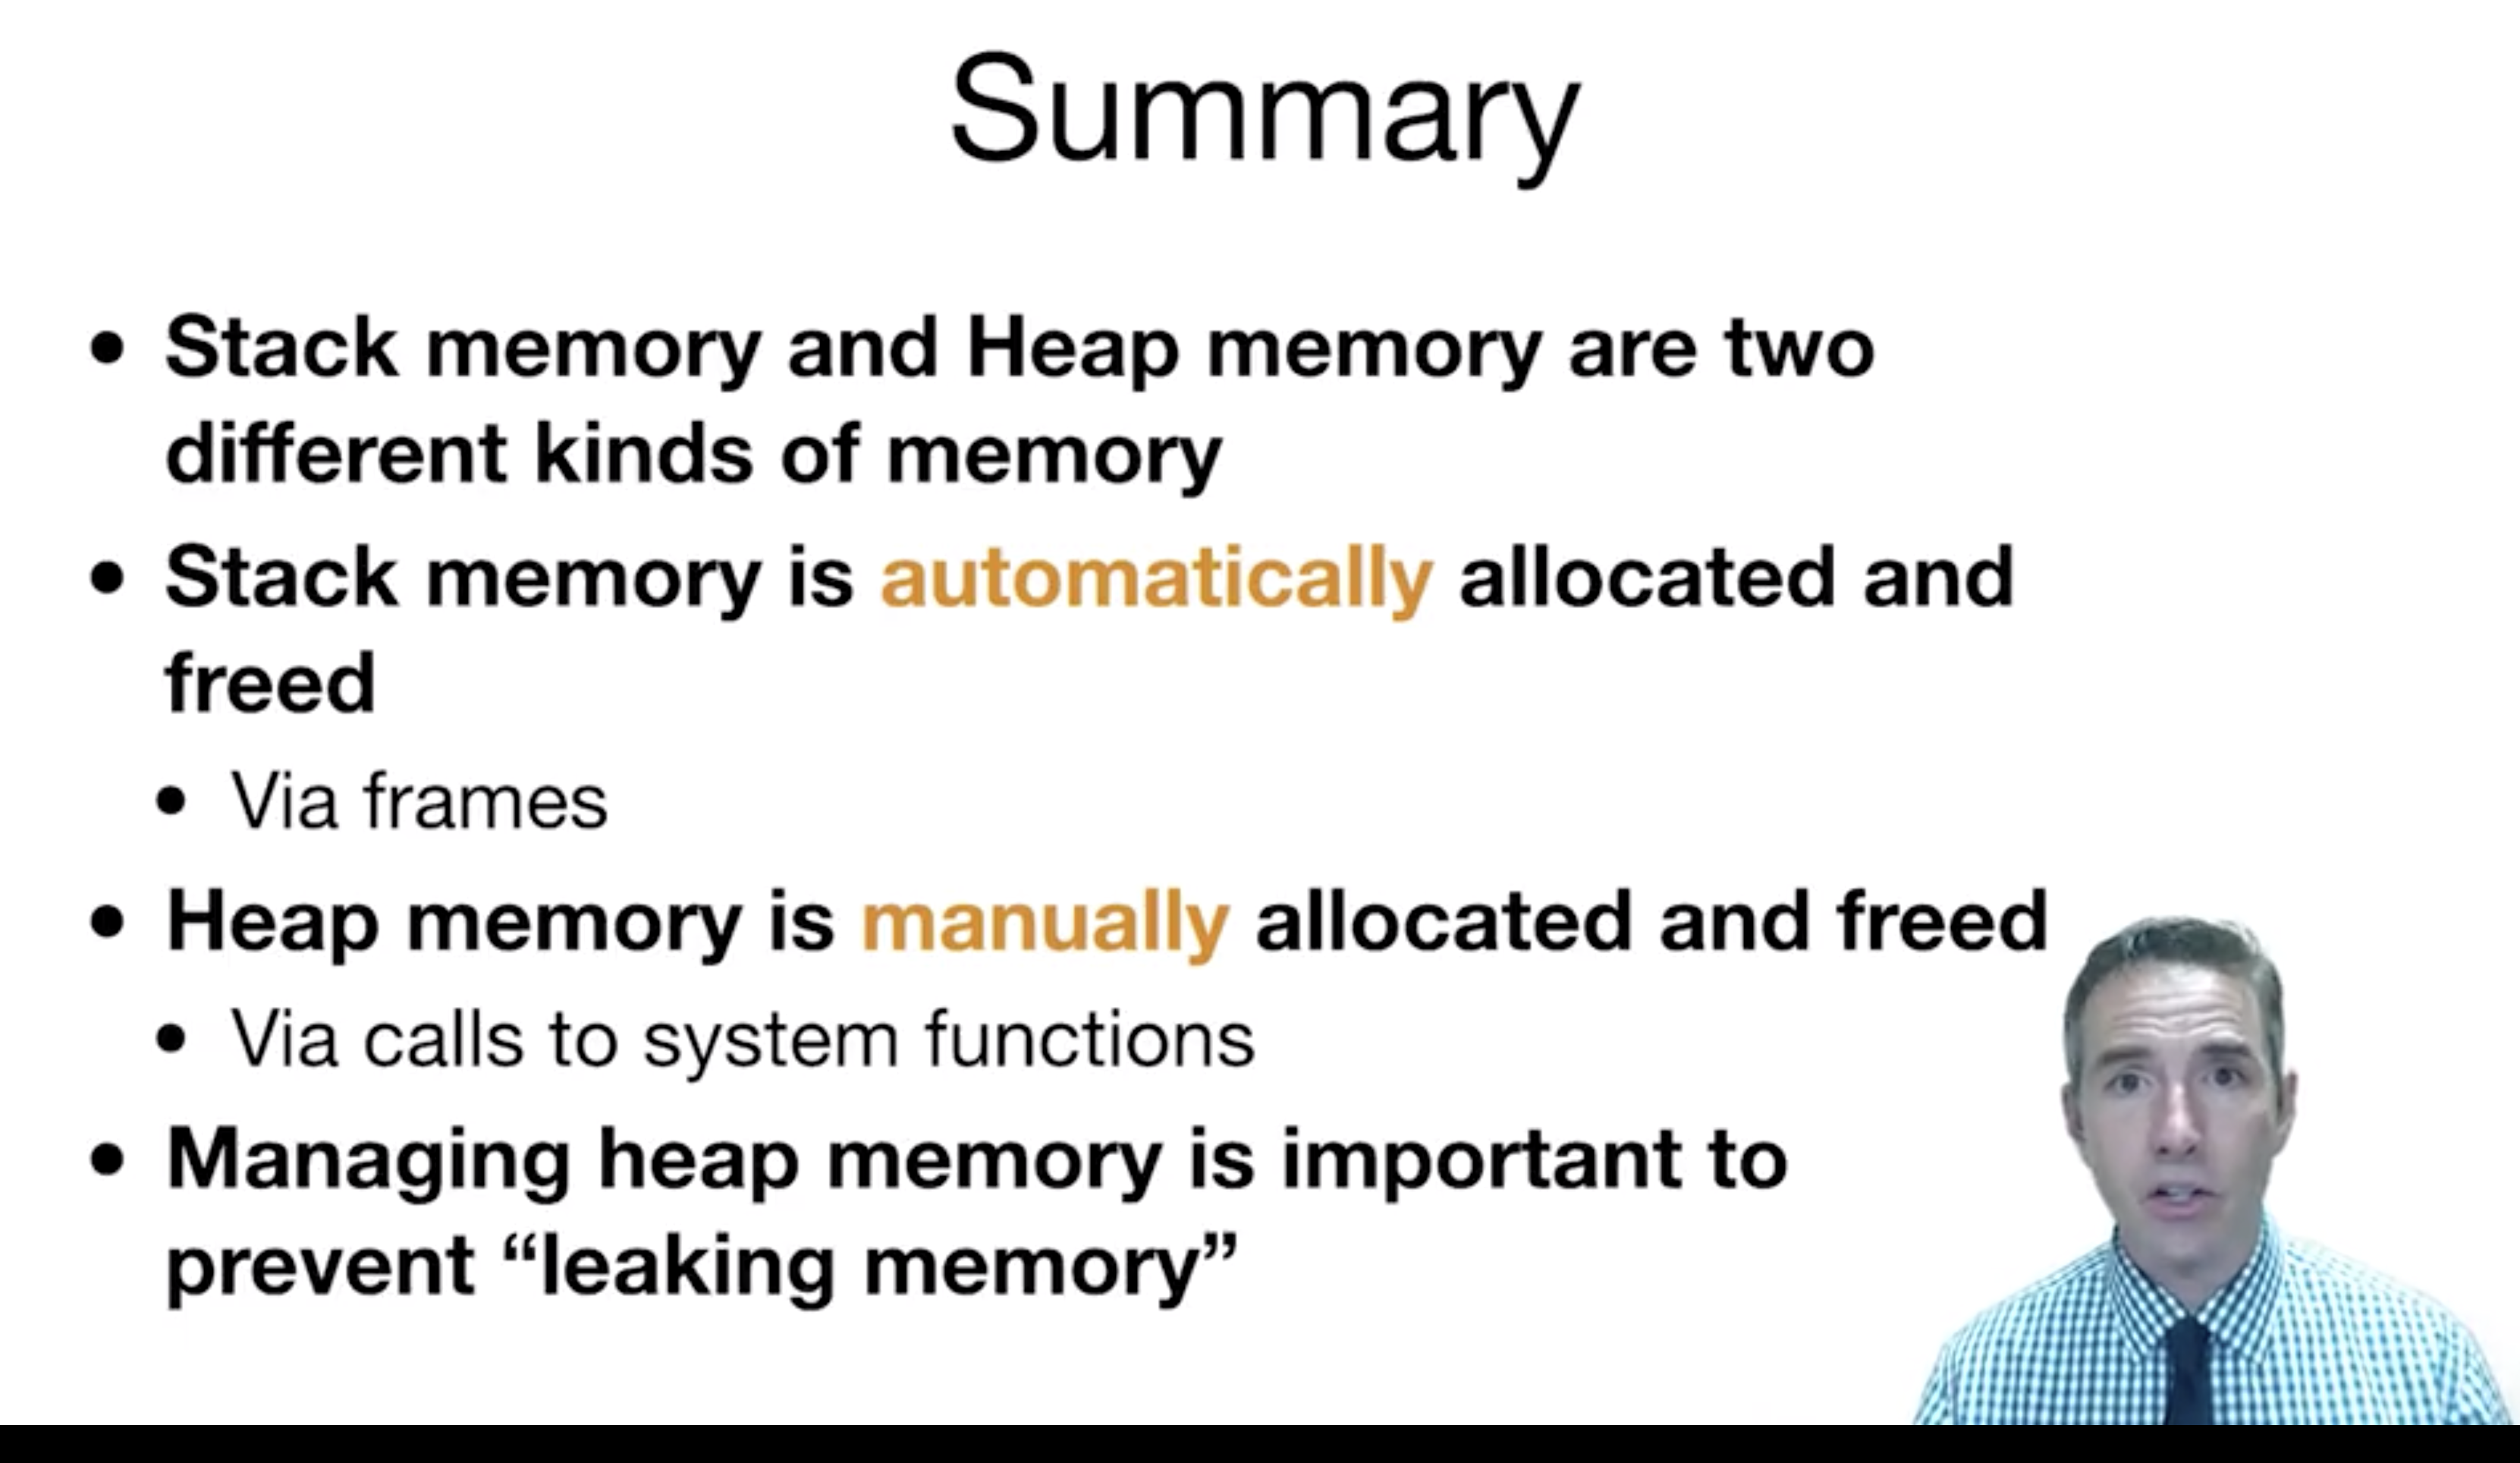 Summary
• Stack memory and Heap memory are two
different kinds of memory
• Stack memory is automatically allocated and
freed
• Via frames
• Heap memory is manually allocated and freed
• Via calls to system functions
• Managing heap memory is important to
prevent “leaking memory”